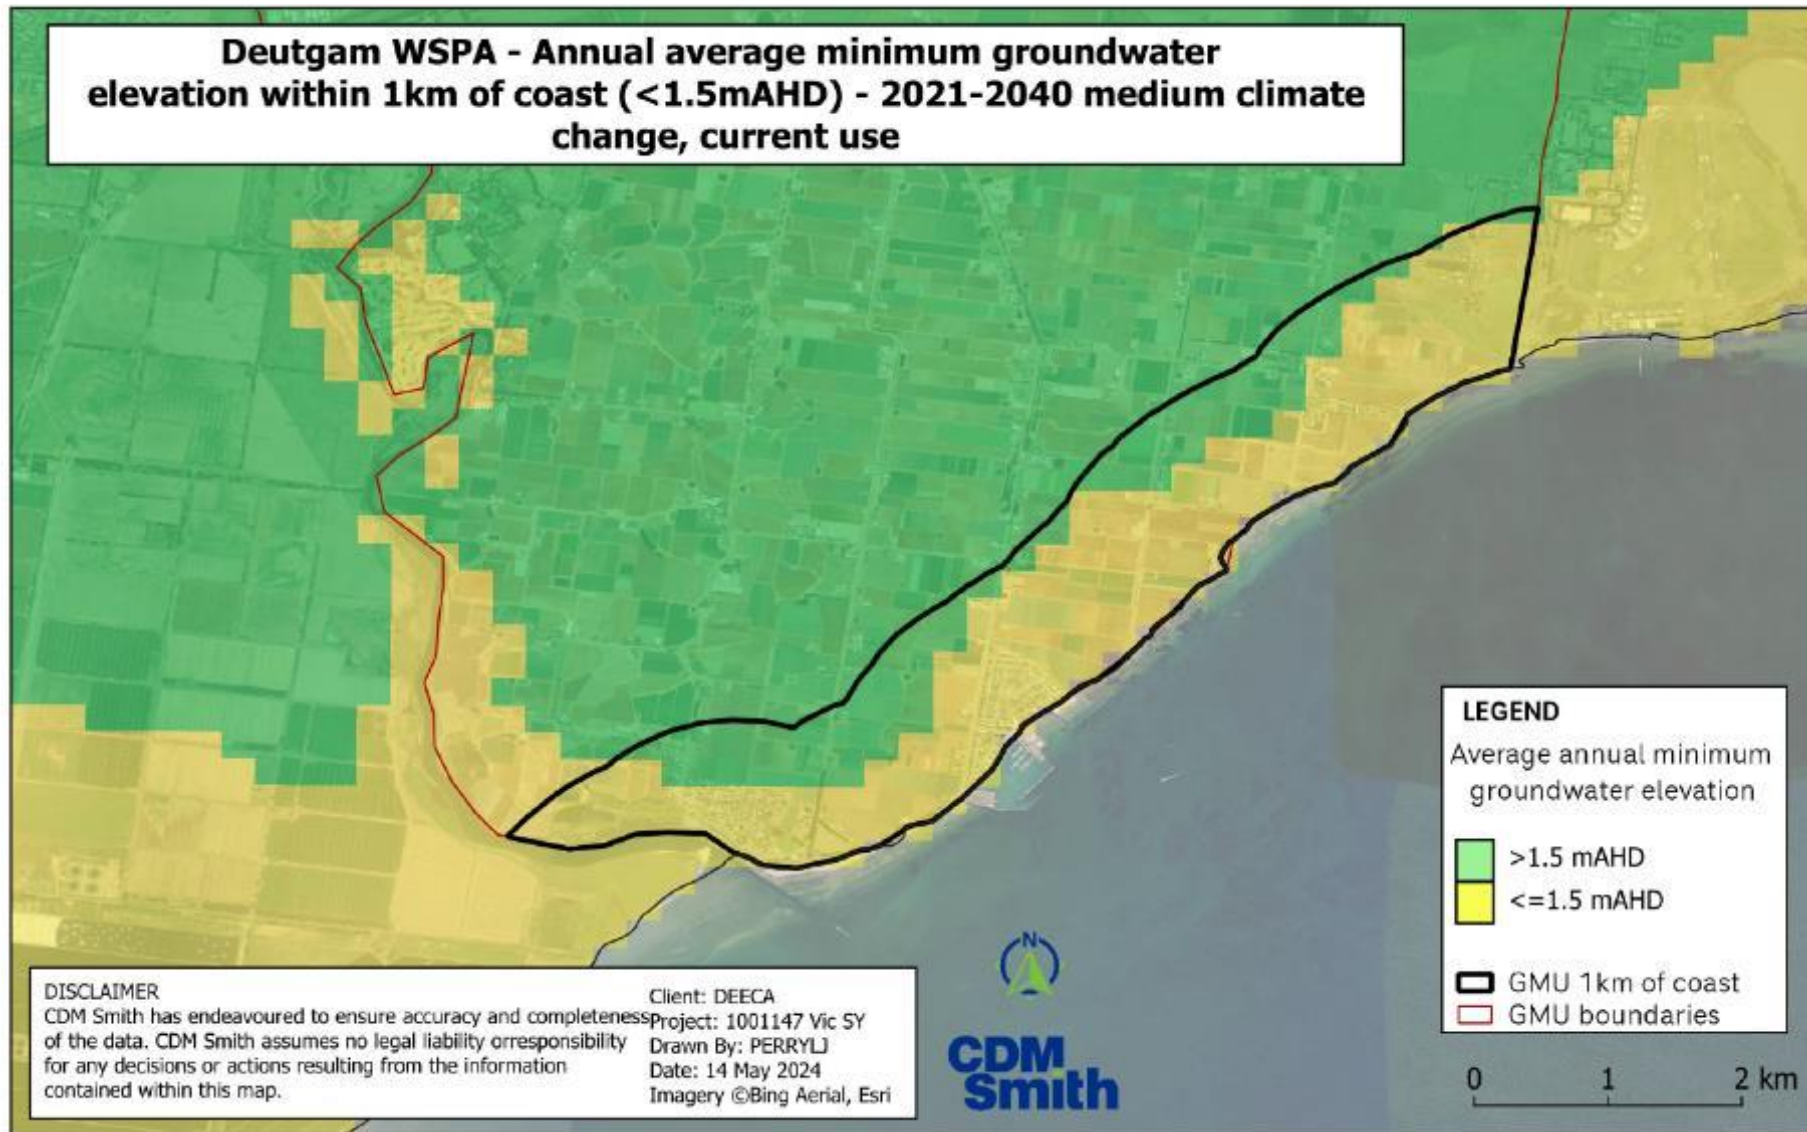 Deutgam WSPA - Annual average minimum groundwater
elevation within 1km of coast (<1.5mAHD) - 2021-2040 medium climate
change, current use
LEGEND
Average annual minimum
groundwater elevation
>1.5 mAHD
<=1.5 mAHD
GMU 1km of coast
GMU boundaries
0 1 2 km
N
CDM
Smith
DISCLAIMER
CDM Smith has endeavoured to ensure accuracy and completeness
of the data. CDM Smith assumes no legal liability orresponsibility
for any decisions or actions resulting from the information
contained within this map.
Client: DEECA
Project: 1001147 Vic SY
Drawn By: PERRYLJ
Date: 14 May 2024
Imagery ©Bing Aerial, Esri